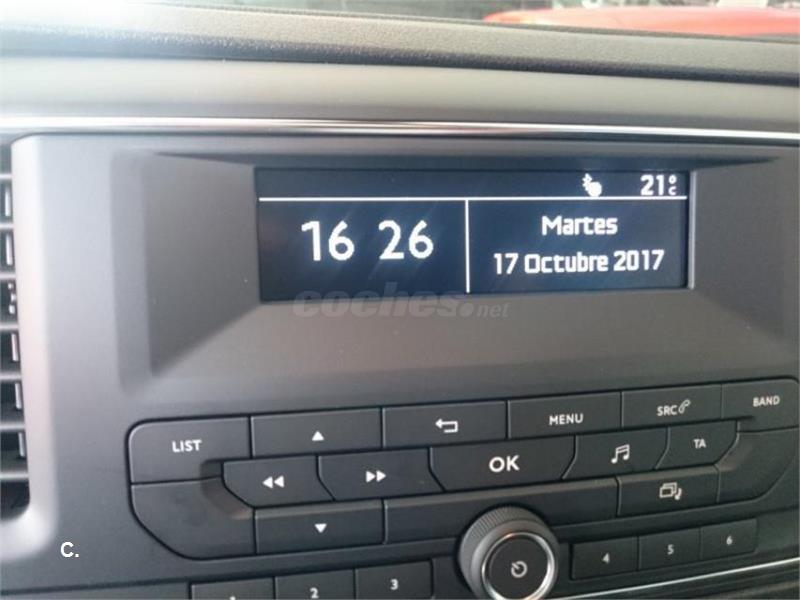 21°C
16 26
Martes
17 Octubre 2017
coches.net
LIST
MENU
SRC
BAND
OK
TA
1 2 3 4 5 6
C.